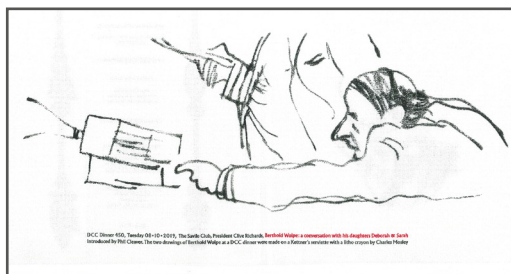 DCC Dinner 450, Tuesday 08-10-2019, The Savile Club, President Clive Richards, Berthold Wolpe: a conversation with his daughters Deborah & Sarah
Introduced by Phil Cleaver. The two drawings of Berthold Wolpe at a DCC dinner were made on a Kettner's serviette with a litho crayon by Charles Mozley